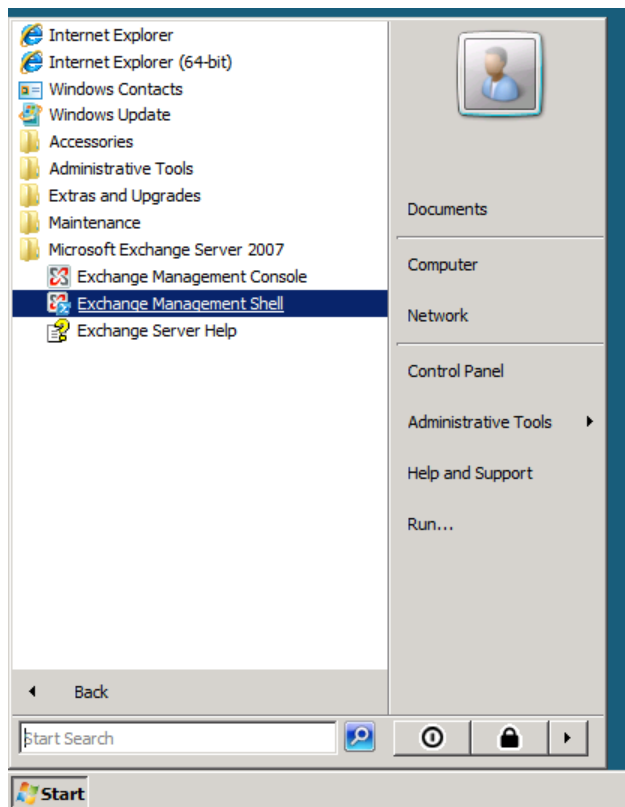 Internet Explorer
Internet Explorer (64-bit)
Windows Contacts
Windows Update
Accessories
Administrative Tools
Extras and Upgrades
Maintenance
Microsoft Exchange Server 2007
Exchange Management Console
Exchange Management Shell
Exchange Server Help
Back
Start Search
Documents
Computer
Network
Control Panel
Administrative Tools
Help and Support
Run...
Start